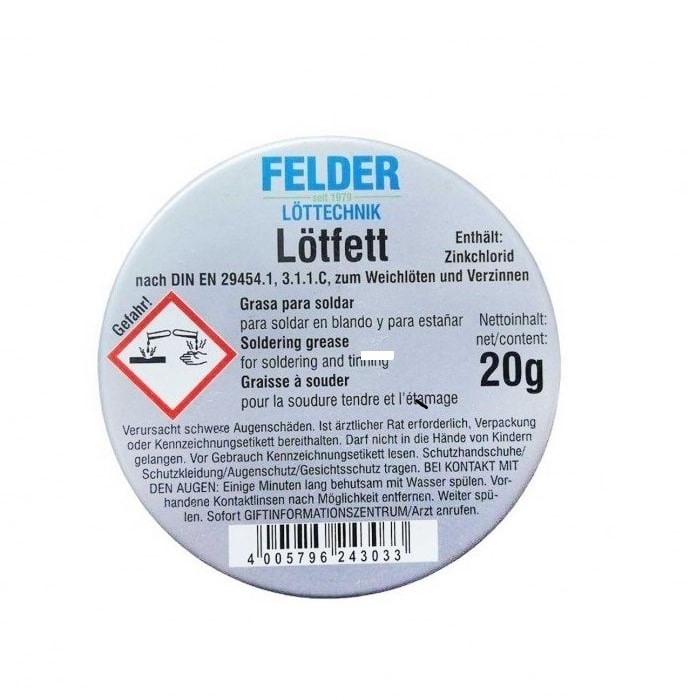 FELDER
seit 1979
LÖTTECHNIK
Lötfett
Enthält:
Zinkchlorid
nach DIN EN 29454.1, 3.1.1.C, zum Weichlöten und Verzinnen
Gefahr!
Grasa para soldar
para soldar en blando y para estañar
Soldering grease
for soldering and tinning
Graisse à souder
pour la soudure tendre et l'étamage
Nettoinhalt:
net/content:
20g
Verursacht schwere Augenschäden. Ist ärztlicher Rat erforderlich, Verpackung
oder Kennzeichnungsetikett bereithalten. Darf nicht in die Hände von Kindern
gelangen. Vor Gebrauch Kennzeichnungsetikett lesen. Schutzhandschuhe/
Schutzkleidung/Augenschutz/Gesichtsschutz tragen. BEI KONTAKT MIT
DEN AUGEN: Einige Minuten lang behutsam mit Wasser spülen. Vor-
handene Kontaktlinsen nach Möglichkeit entfernen. Weiter spü-
len. Sofort GIFTINFORMATIONSZENTRUM/Arzt anrufen.
4 005796 243033